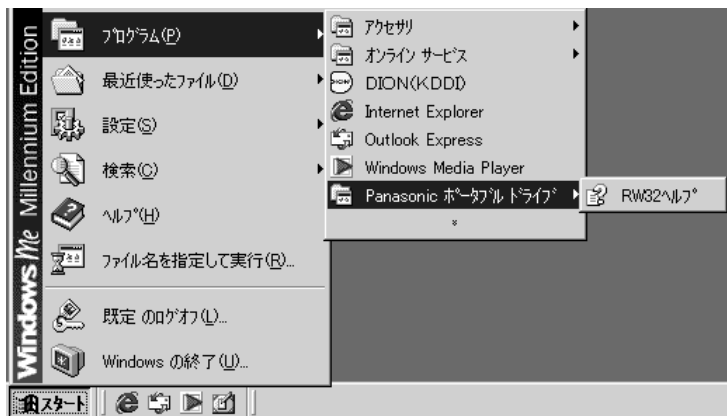 Windows Me Millennium Edition
プログラム(P)
最近使ったファイル(D)
設定(S)
検索(C)
ヘルプ(H)
ファイル名を指定して実行(R)...
既定 のログオフ(L)...
Windows の終了(U)...
アクセサリ
オンライン サービス
DION(KDDI)
Internet Explorer
Outlook Express
Windows Media Player
Panasonic ポータブル ドライブ
RW32ヘルプ
スタート